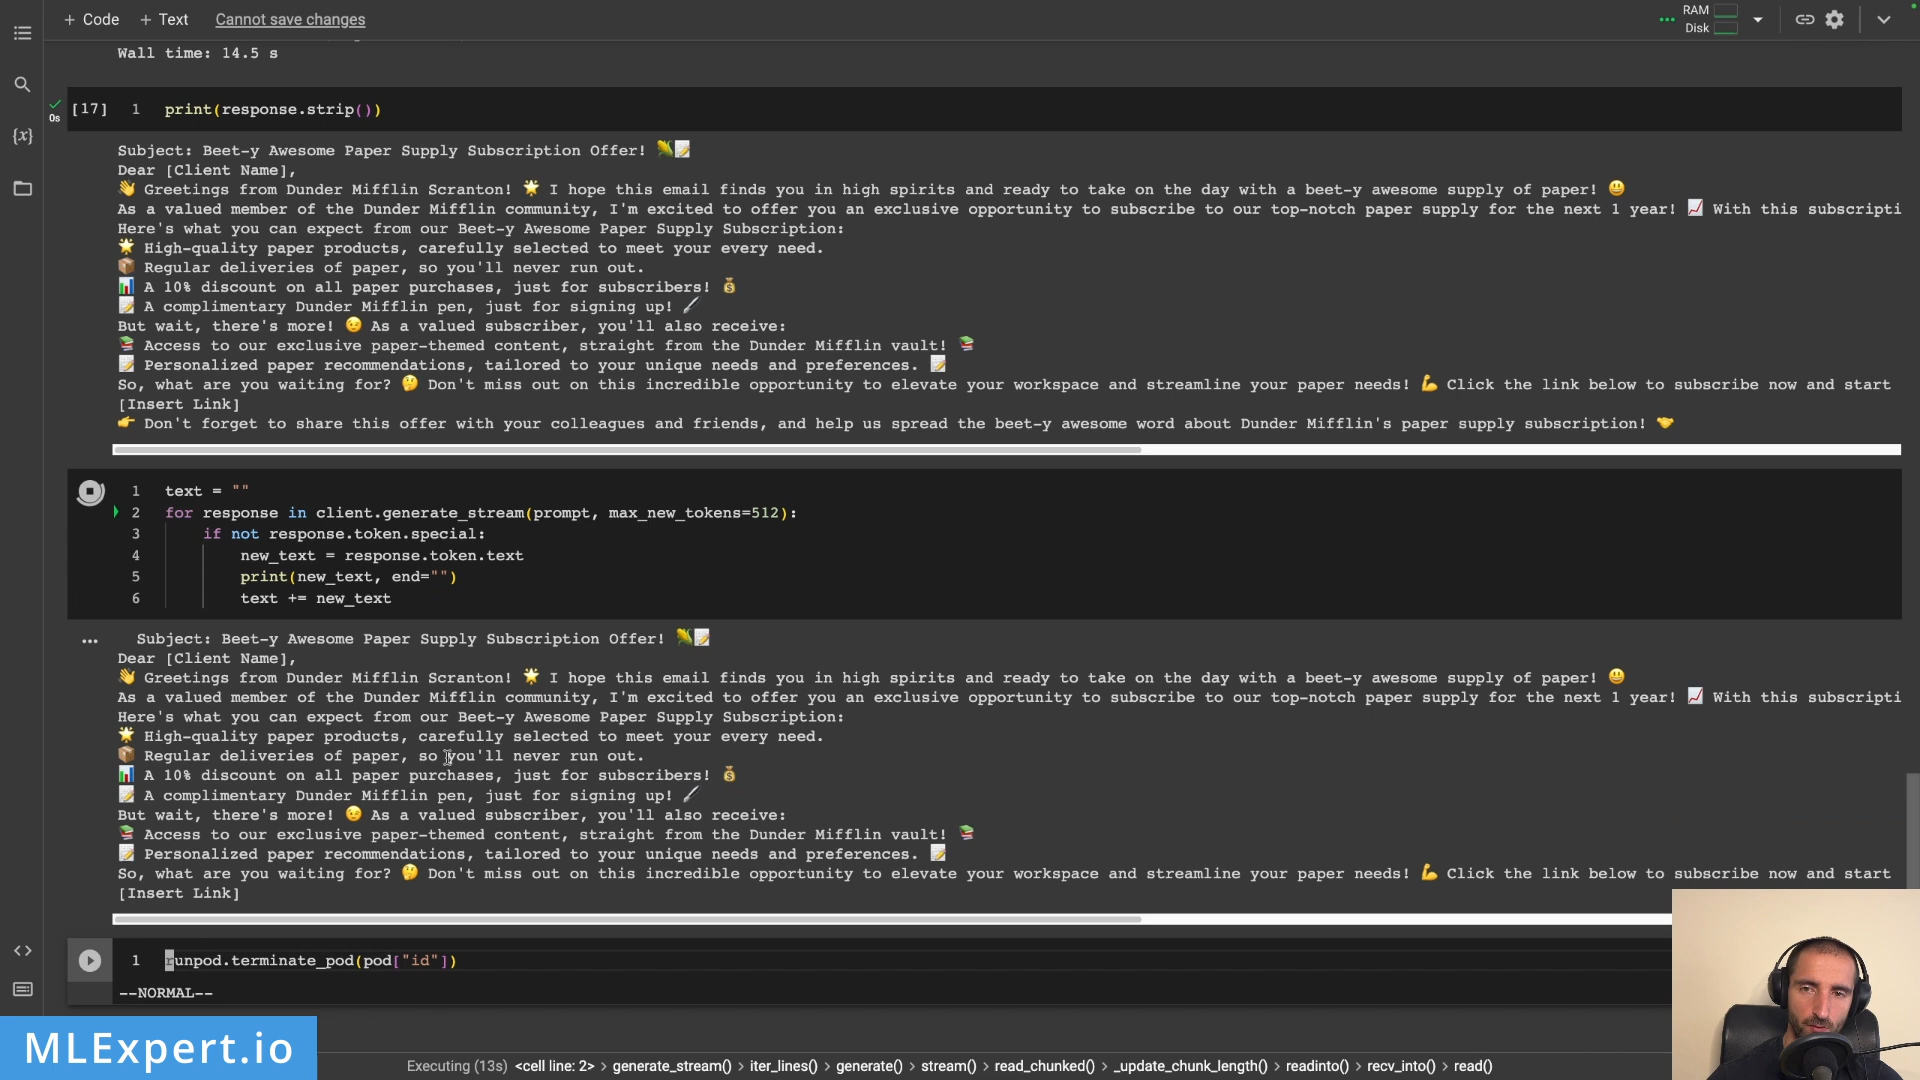 + Code + Text Cannot save changes
RAM
Disk
Wall time: 14.5 s
[17] 1 print(response.strip())
0s
{x}
Subject: Beet-y Awesome Paper Supply Subscription Offer! 🌽📝
Dear [Client Name],
👋 Greetings from Dunder Mifflin Scranton! 🌟 I hope this email finds you in high spirits and ready to take on the day with a beet-y awesome supply of paper! 😃
As a valued member of the Dunder Mifflin community, I'm excited to offer you an exclusive opportunity to subscribe to our top-notch paper supply for the next 1 year! 📈 With this subscripti
Here's what you can expect from our Beet-y Awesome Paper Supply Subscription:
🌟 High-quality paper products, carefully selected to meet your every need.
📦 Regular deliveries of paper, so you'll never run out.
📊 A 10% discount on all paper purchases, just for subscribers! 💰
📝 A complimentary Dunder Mifflin pen, just for signing up! 🖌
But wait, there's more! 😉 As a valued subscriber, you'll also receive:
📚 Access to our exclusive paper-themed content, straight from the Dunder Mifflin vault! 📚
📝 Personalized paper recommendations, tailored to your unique needs and preferences. 📝
So, what are you waiting for? 🤔 Don't miss out on this incredible opportunity to elevate your workspace and streamline your paper needs! 💪 Click the link below to subscribe now and start
[Insert Link]
👉 Don't forget to share this offer with your colleagues and friends, and help us spread the beet-y awesome word about Dunder Mifflin's paper supply subscription! 🤝
1 text = ""
2 for response in client.generate_stream(prompt, max_new_tokens=512):
3 if not response.token.special:
4 new_text = response.token.text
5 print(new_text, end="")
6 text += new_text
... Subject: Beet-y Awesome Paper Supply Subscription Offer! 🌽📝
Dear [Client Name],
👋 Greetings from Dunder Mifflin Scranton! 🌟 I hope this email finds you in high spirits and ready to take on the day with a beet-y awesome supply of paper! 😃
As a valued member of the Dunder Mifflin community, I'm excited to offer you an exclusive opportunity to subscribe to our top-notch paper supply for the next 1 year! 📈 With this subscripti
Here's what you can expect from our Beet-y Awesome Paper Supply Subscription:
🌟 High-quality paper products, carefully selected to meet your every need.
📦 Regular deliveries of paper, so you'll never run out.
📊 A 10% discount on all paper purchases, just for subscribers! 💰
📝 A complimentary Dunder Mifflin pen, just for signing up! 🖌
But wait, there's more! 😉 As a valued subscriber, you'll also receive:
📚 Access to our exclusive paper-themed content, straight from the Dunder Mifflin vault! 📚
📝 Personalized paper recommendations, tailored to your unique needs and preferences. 📝
So, what are you waiting for? 🤔 Don't miss out on this incredible opportunity to elevate your workspace and streamline your paper needs! 💪 Click the link below to subscribe now and start
[Insert Link]
1 runpod.terminate_pod(pod["id"])
--NORMAL--
MLExpert.io
Executing (13s) <cell line: 2> > generate_stream() > iter_lines() > generate() > stream() > read_chunked() > _update_chunk_length() > readinto() > recv_into() > read()